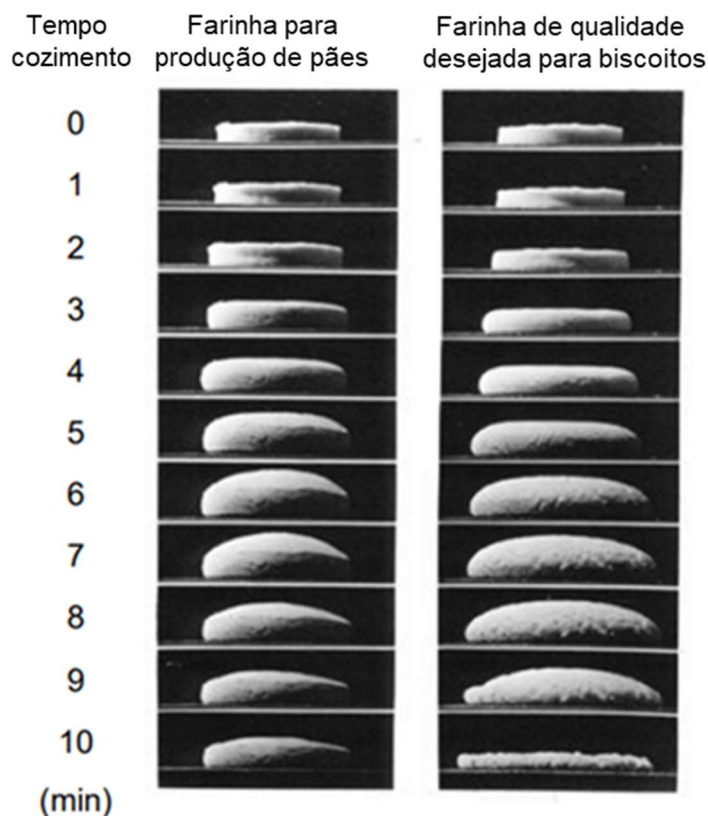 Tempo
cozimento
Farinha para
produção de pães
Farinha de qualidade
desejada para biscoitos
0
1
2
3
4
5
6
7
8
9
10
(min)